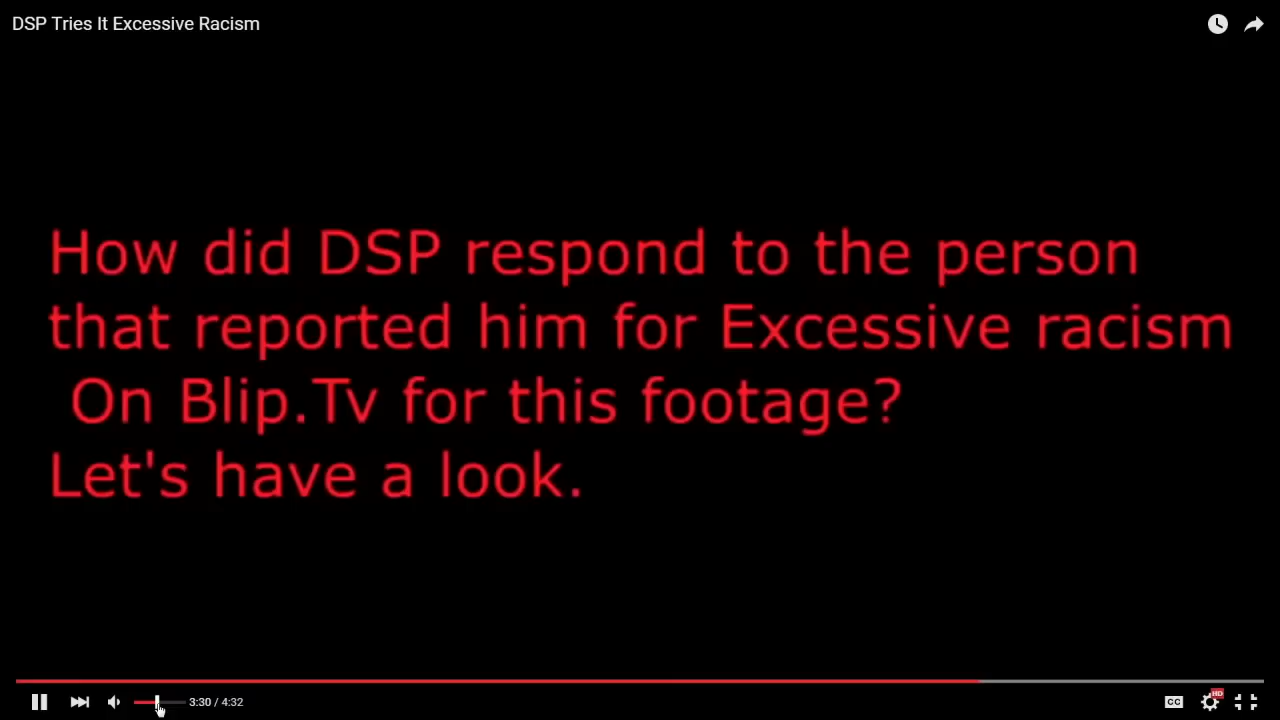 DSP Tries It Excessive Racism
How did DSP respond to the person
that reported him for Excessive racism
On Blip.Tv for this footage?
Let's have a look.
3:30 / 4:32
CC
HD